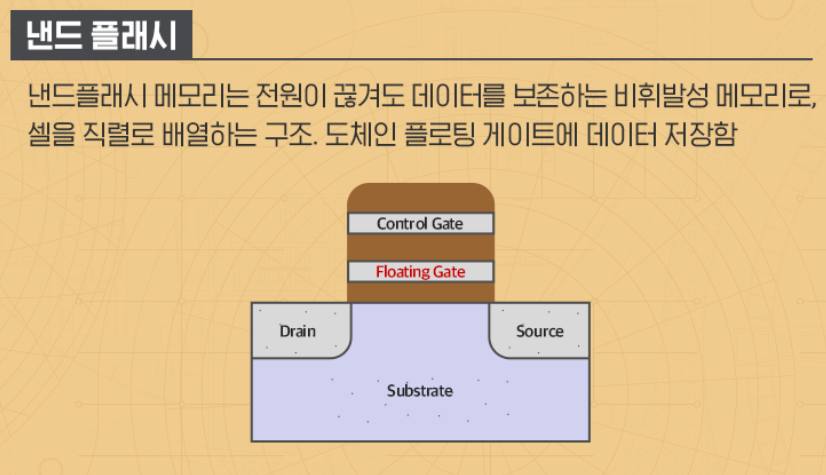 낸드 플래시
낸드플래시 메모리는 전원이 끊겨도 데이터를 보존하는 비휘발성 메모리로,
셀을 직렬로 배열하는 구조. 도체인 플로팅 게이트에 데이터 저장함
Control Gate
Floating Gate
Drain
Source
Substrate